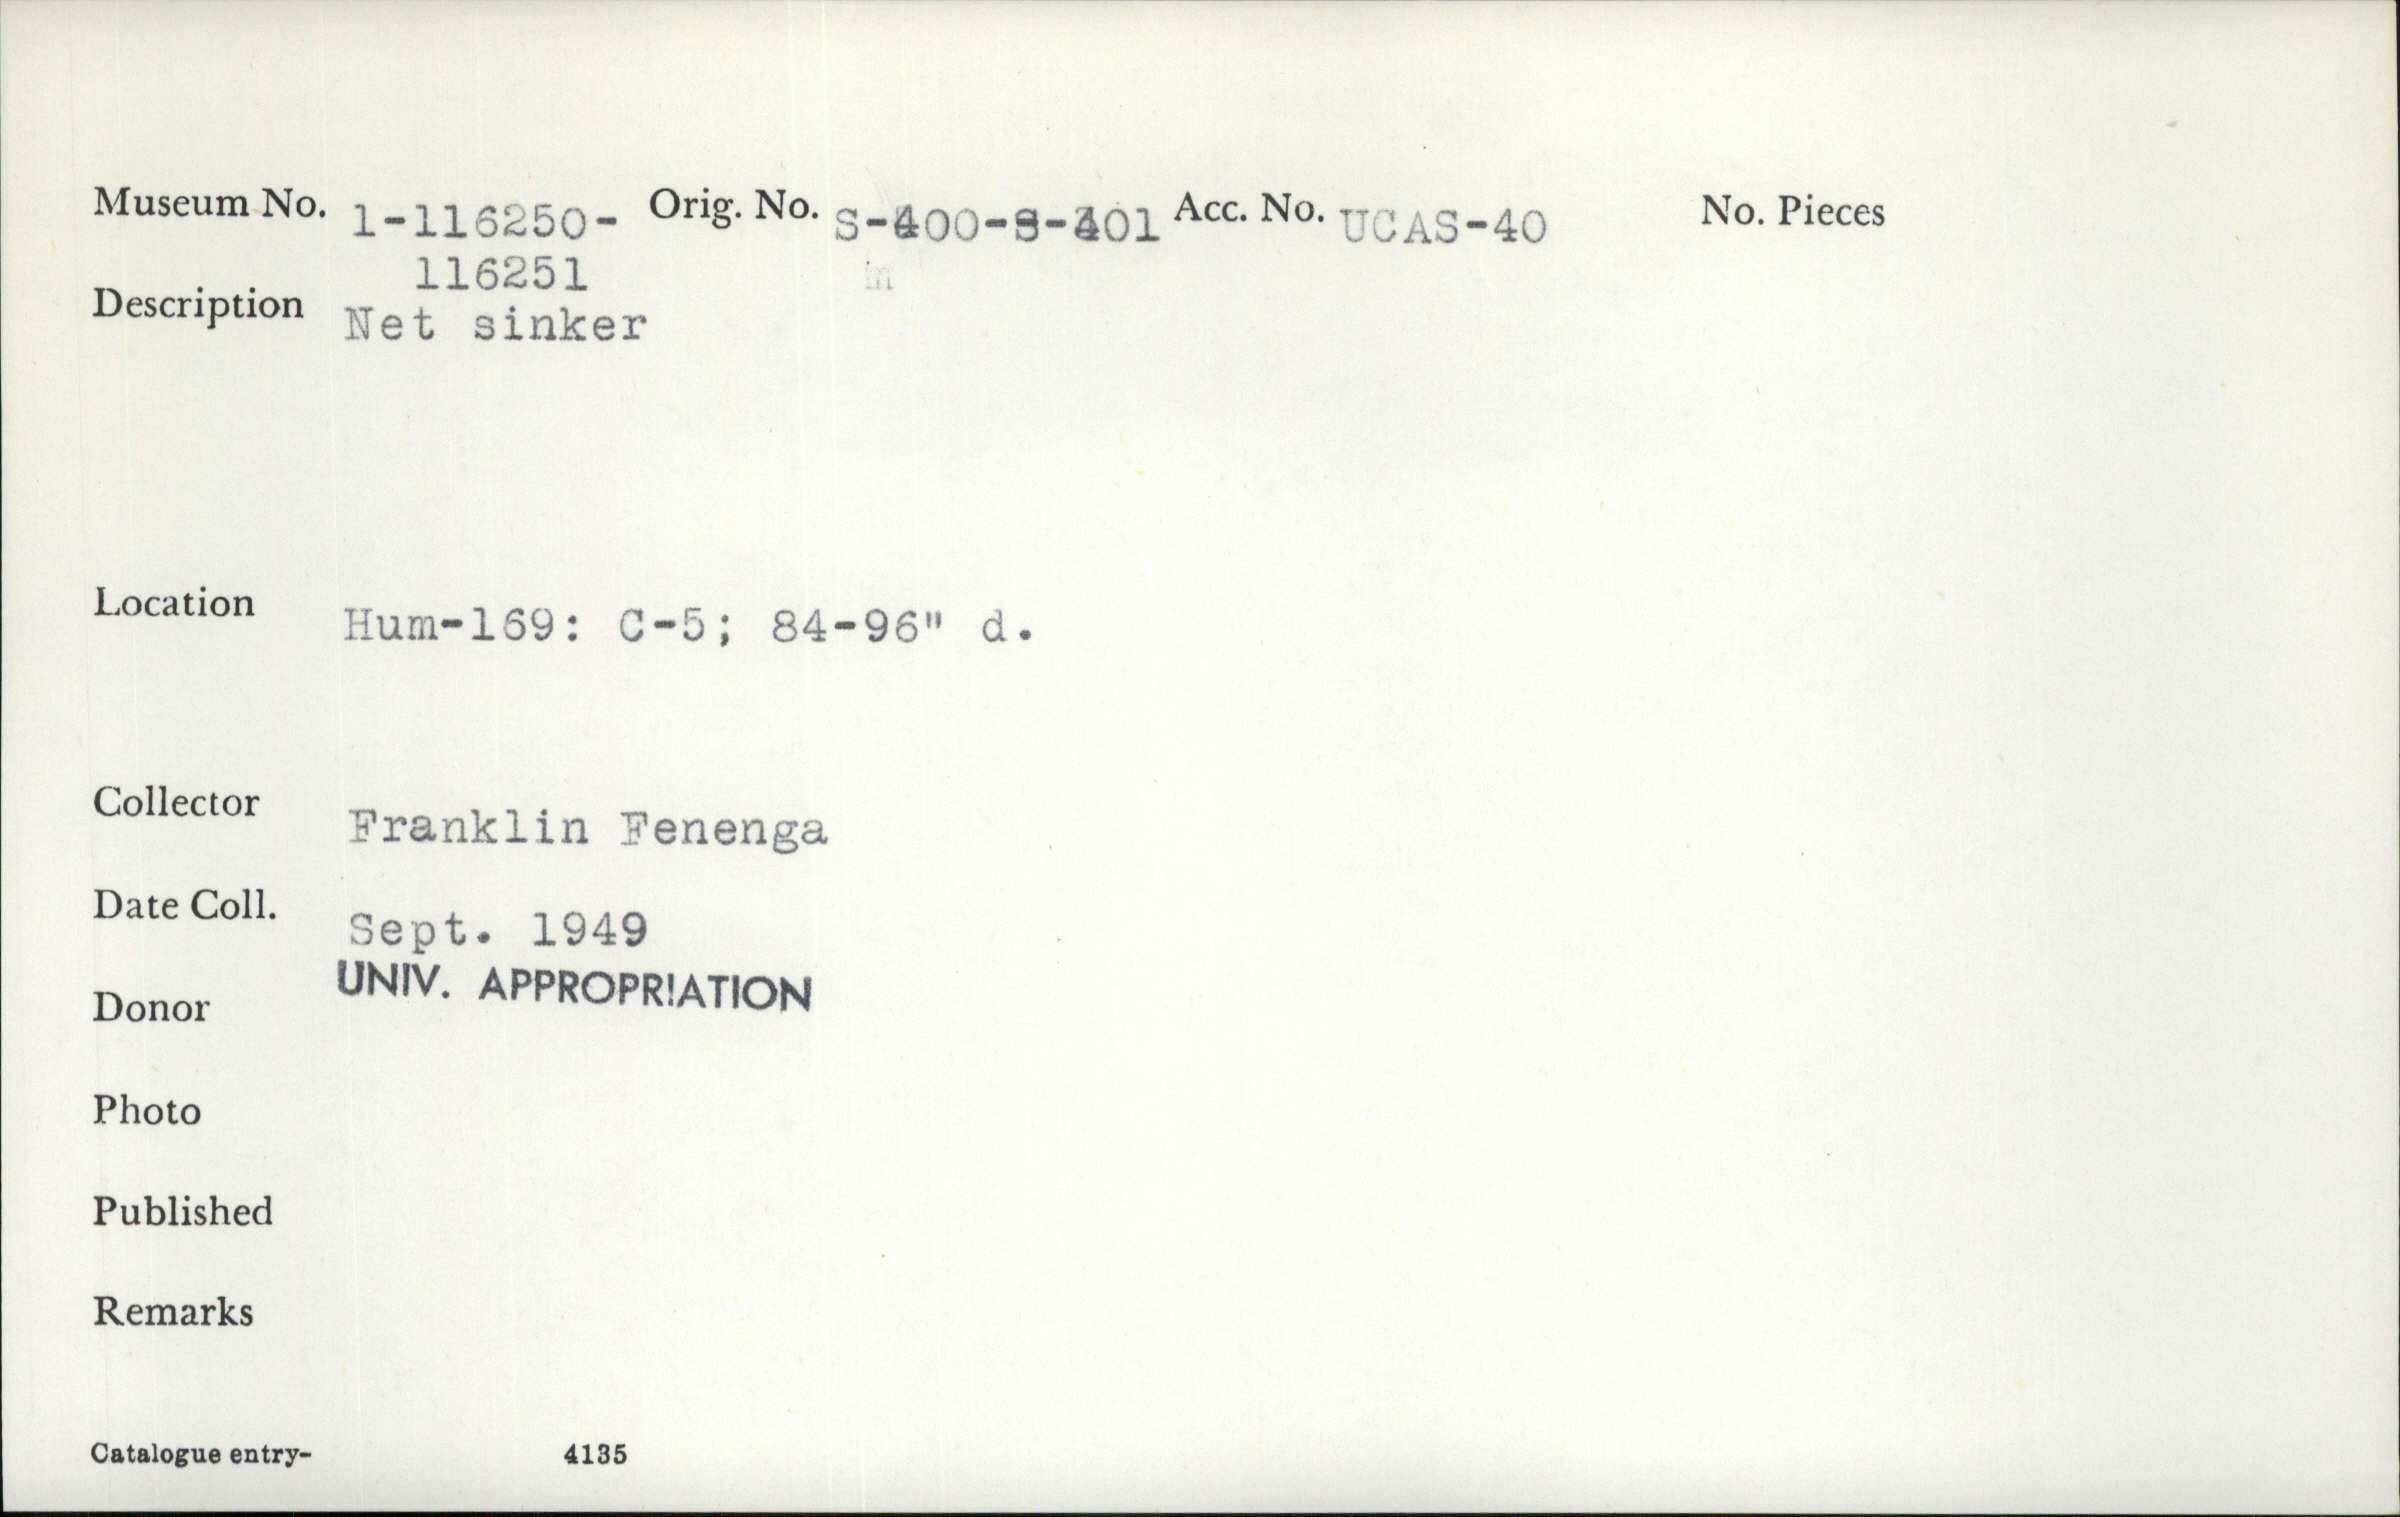 Museum No. 1-116250- Orig. No. S-400-S-401 Acc. No. UCAS-40 No. Pieces
116251
Description Net sinker
Location Hum-169: C-5; 84-96" d.
Collector Franklin Fenenga
Date Coll. Sept. 1949
Donor UNIV. APPROPRIATION
Photo
Published
Remarks
Catalogue entry- 4135